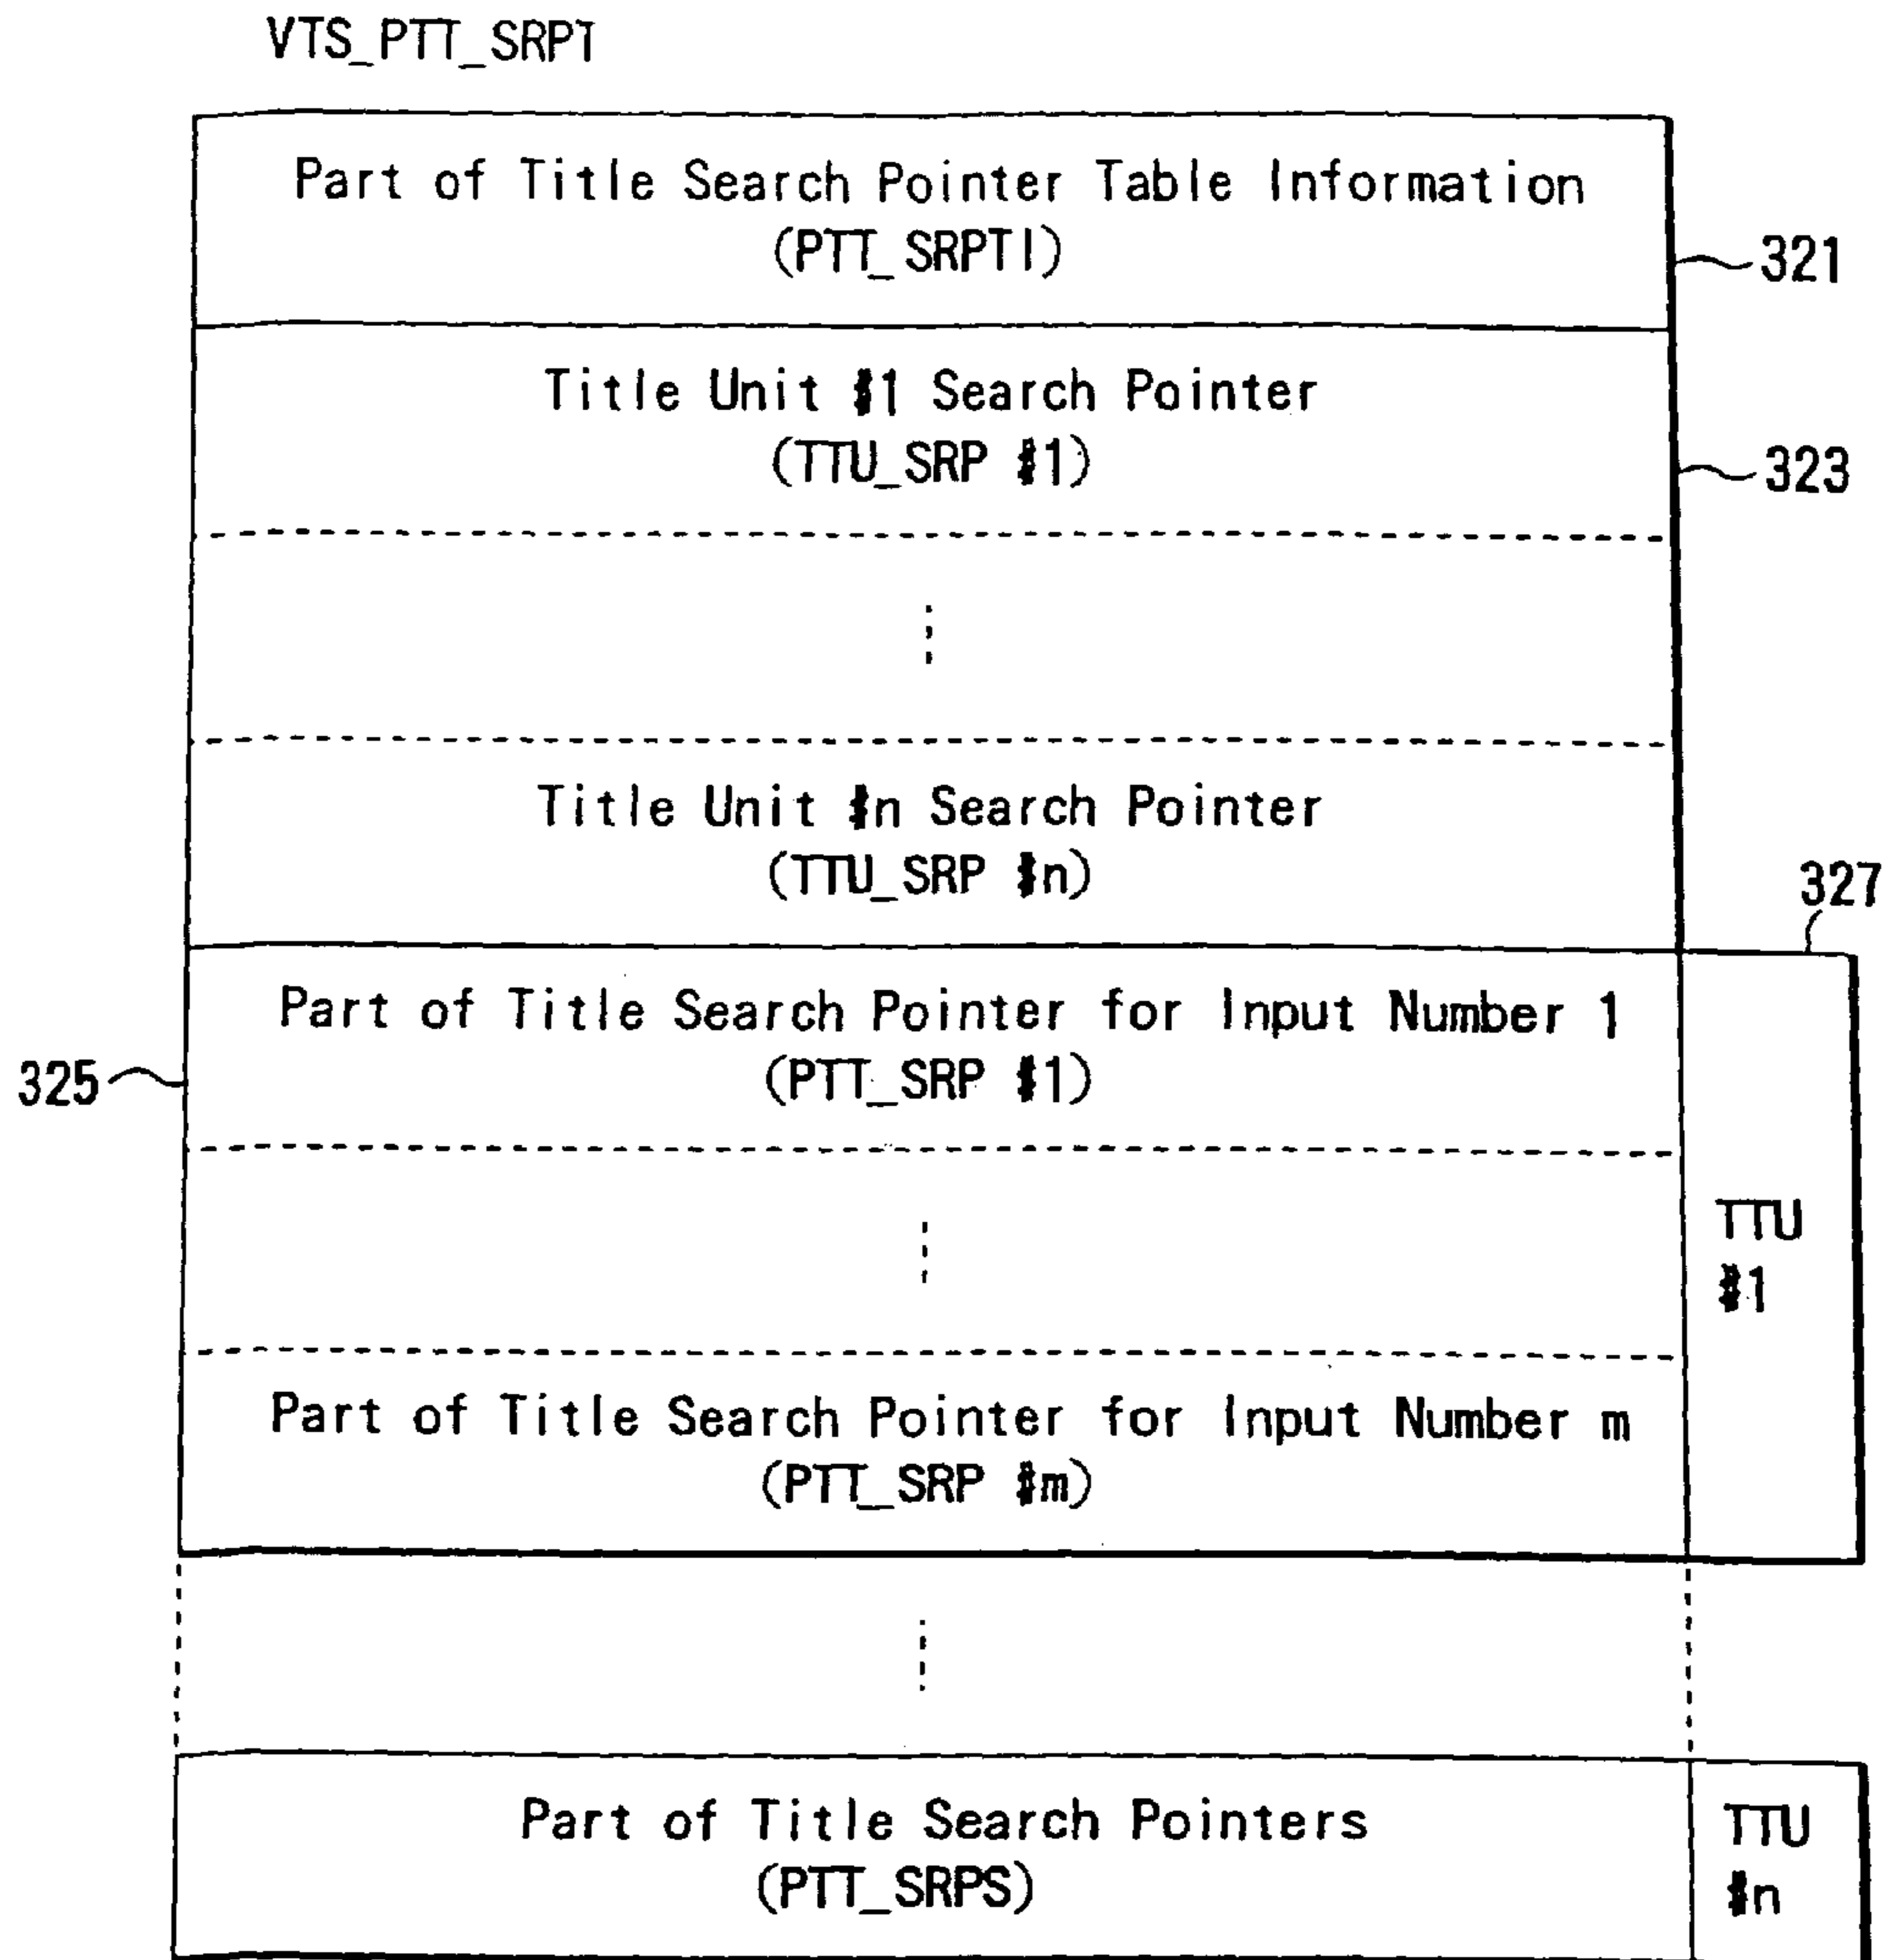 VTS_PTT_SRPT
Part of Title Search Pointer Table Information
(PTT_SRPTI)
321
Title Unit #1 Search Pointer
(TTU_SRP #1)
323
Title Unit #n Search Pointer
(TTU_SRP #n)
327
Part of Title Search Pointer for Input Number 1
(PTT_SRP #1)
325
TTU
#1
Part of Title Search Pointer for Input Number m
(PTT_SRP #m)
Part of Title Search Pointers
(PTT_SRPS)
TTU
#n